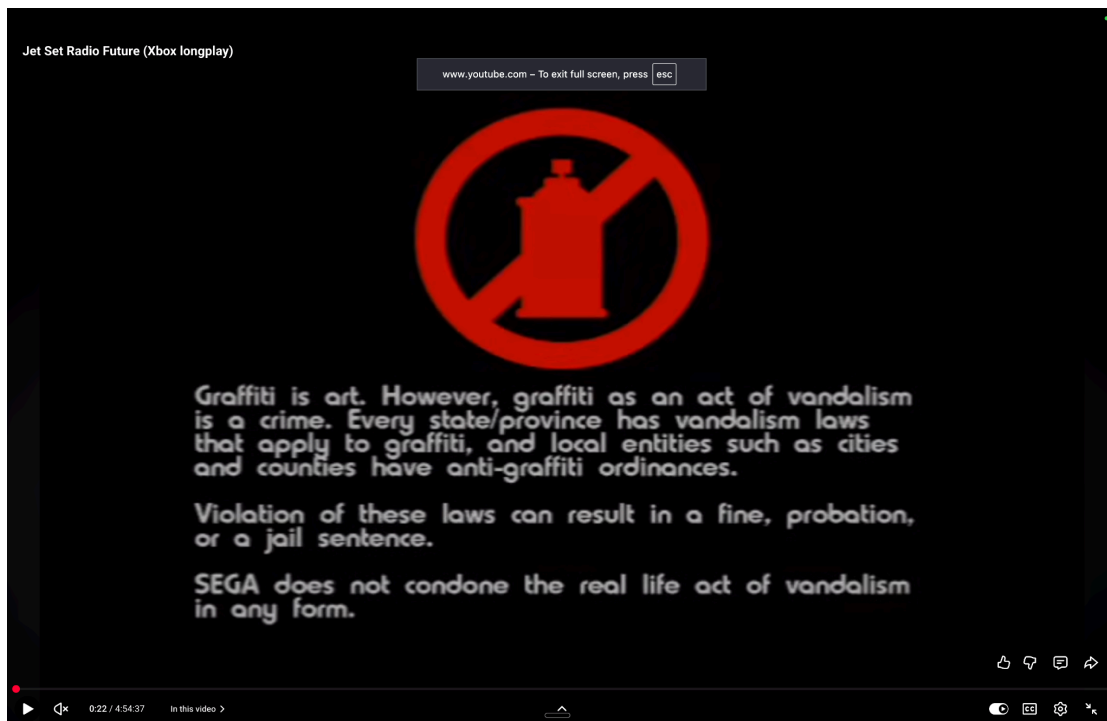 Jet Set Radio Future (Xbox longplay)
www.youtube.com – To exit full screen, press esc
Graffiti is art. However, graffiti as an act of vandalism
is a crime. Every state/province has vandalism laws
that apply to graffiti, and local entities such as cities
and counties have anti-graffiti ordinances.
Violation of these laws can result in a fine, probation,
or a jail sentence.
SEGA does not condone the real life act of vandalism
in any form.
0:22 / 4:54:37 In this video
CC